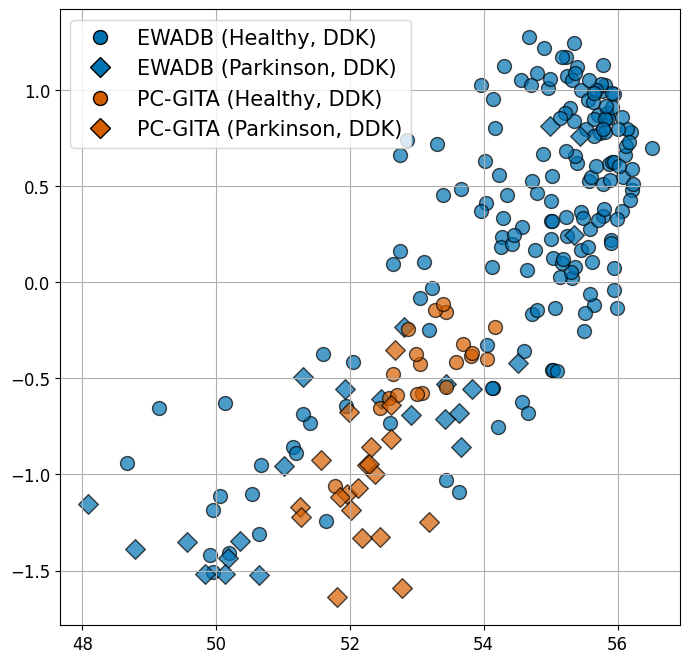 EWADB (Healthy, DDK)
EWADB (Parkinson, DDK)
PC-GITA (Healthy, DDK)
PC-GITA (Parkinson, DDK)
1.0
0.5
0.0
−0.5
−1.0
−1.5
48 50 52 54 56